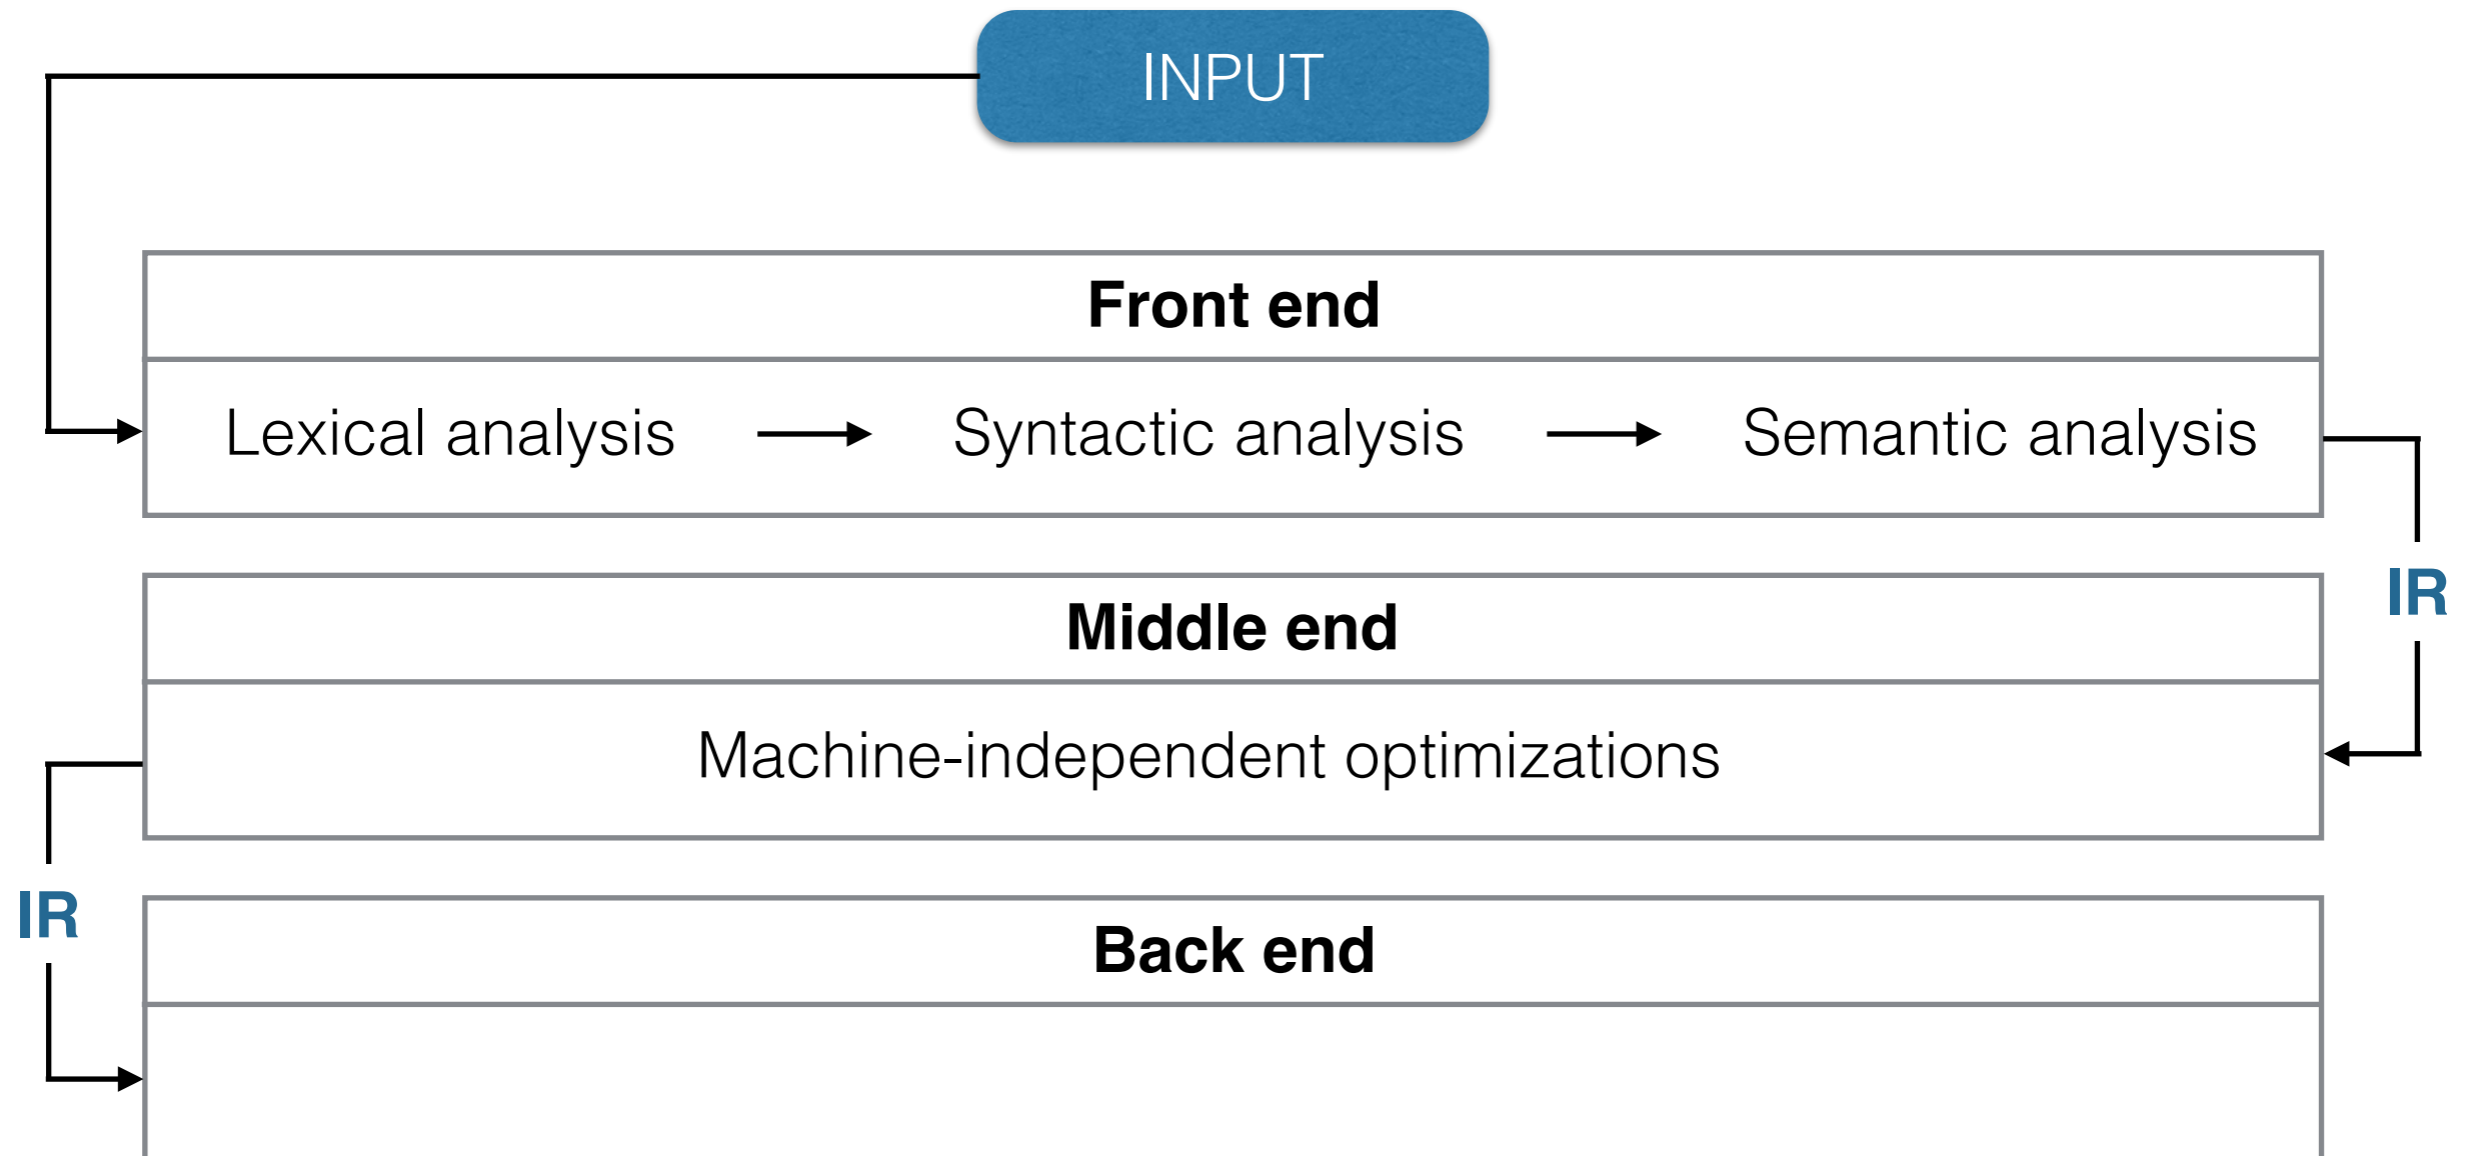 INPUT
Front end
Lexical analysis Syntactic analysis Semantic analysis
IR
Middle end
Machine-independent optimizations
IR
Back end